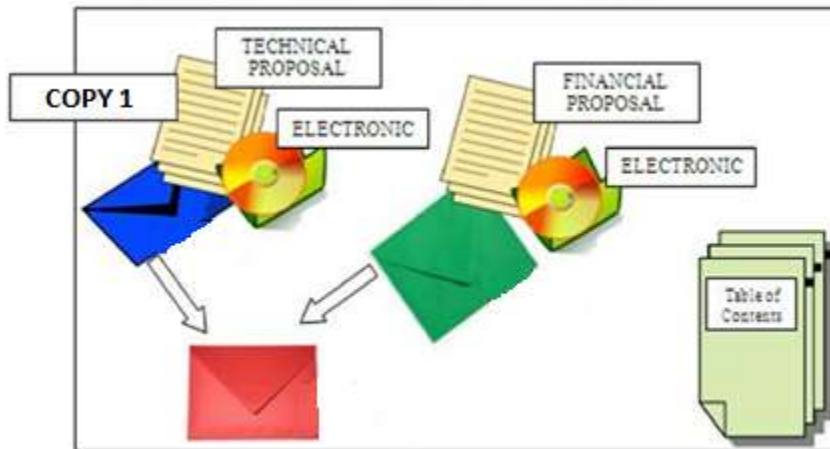 TECHNICAL
PROPOSAL
COPY 1
ELECTRONIC
FINANCIAL
PROPOSAL
ELECTRONIC
Table of
Contents